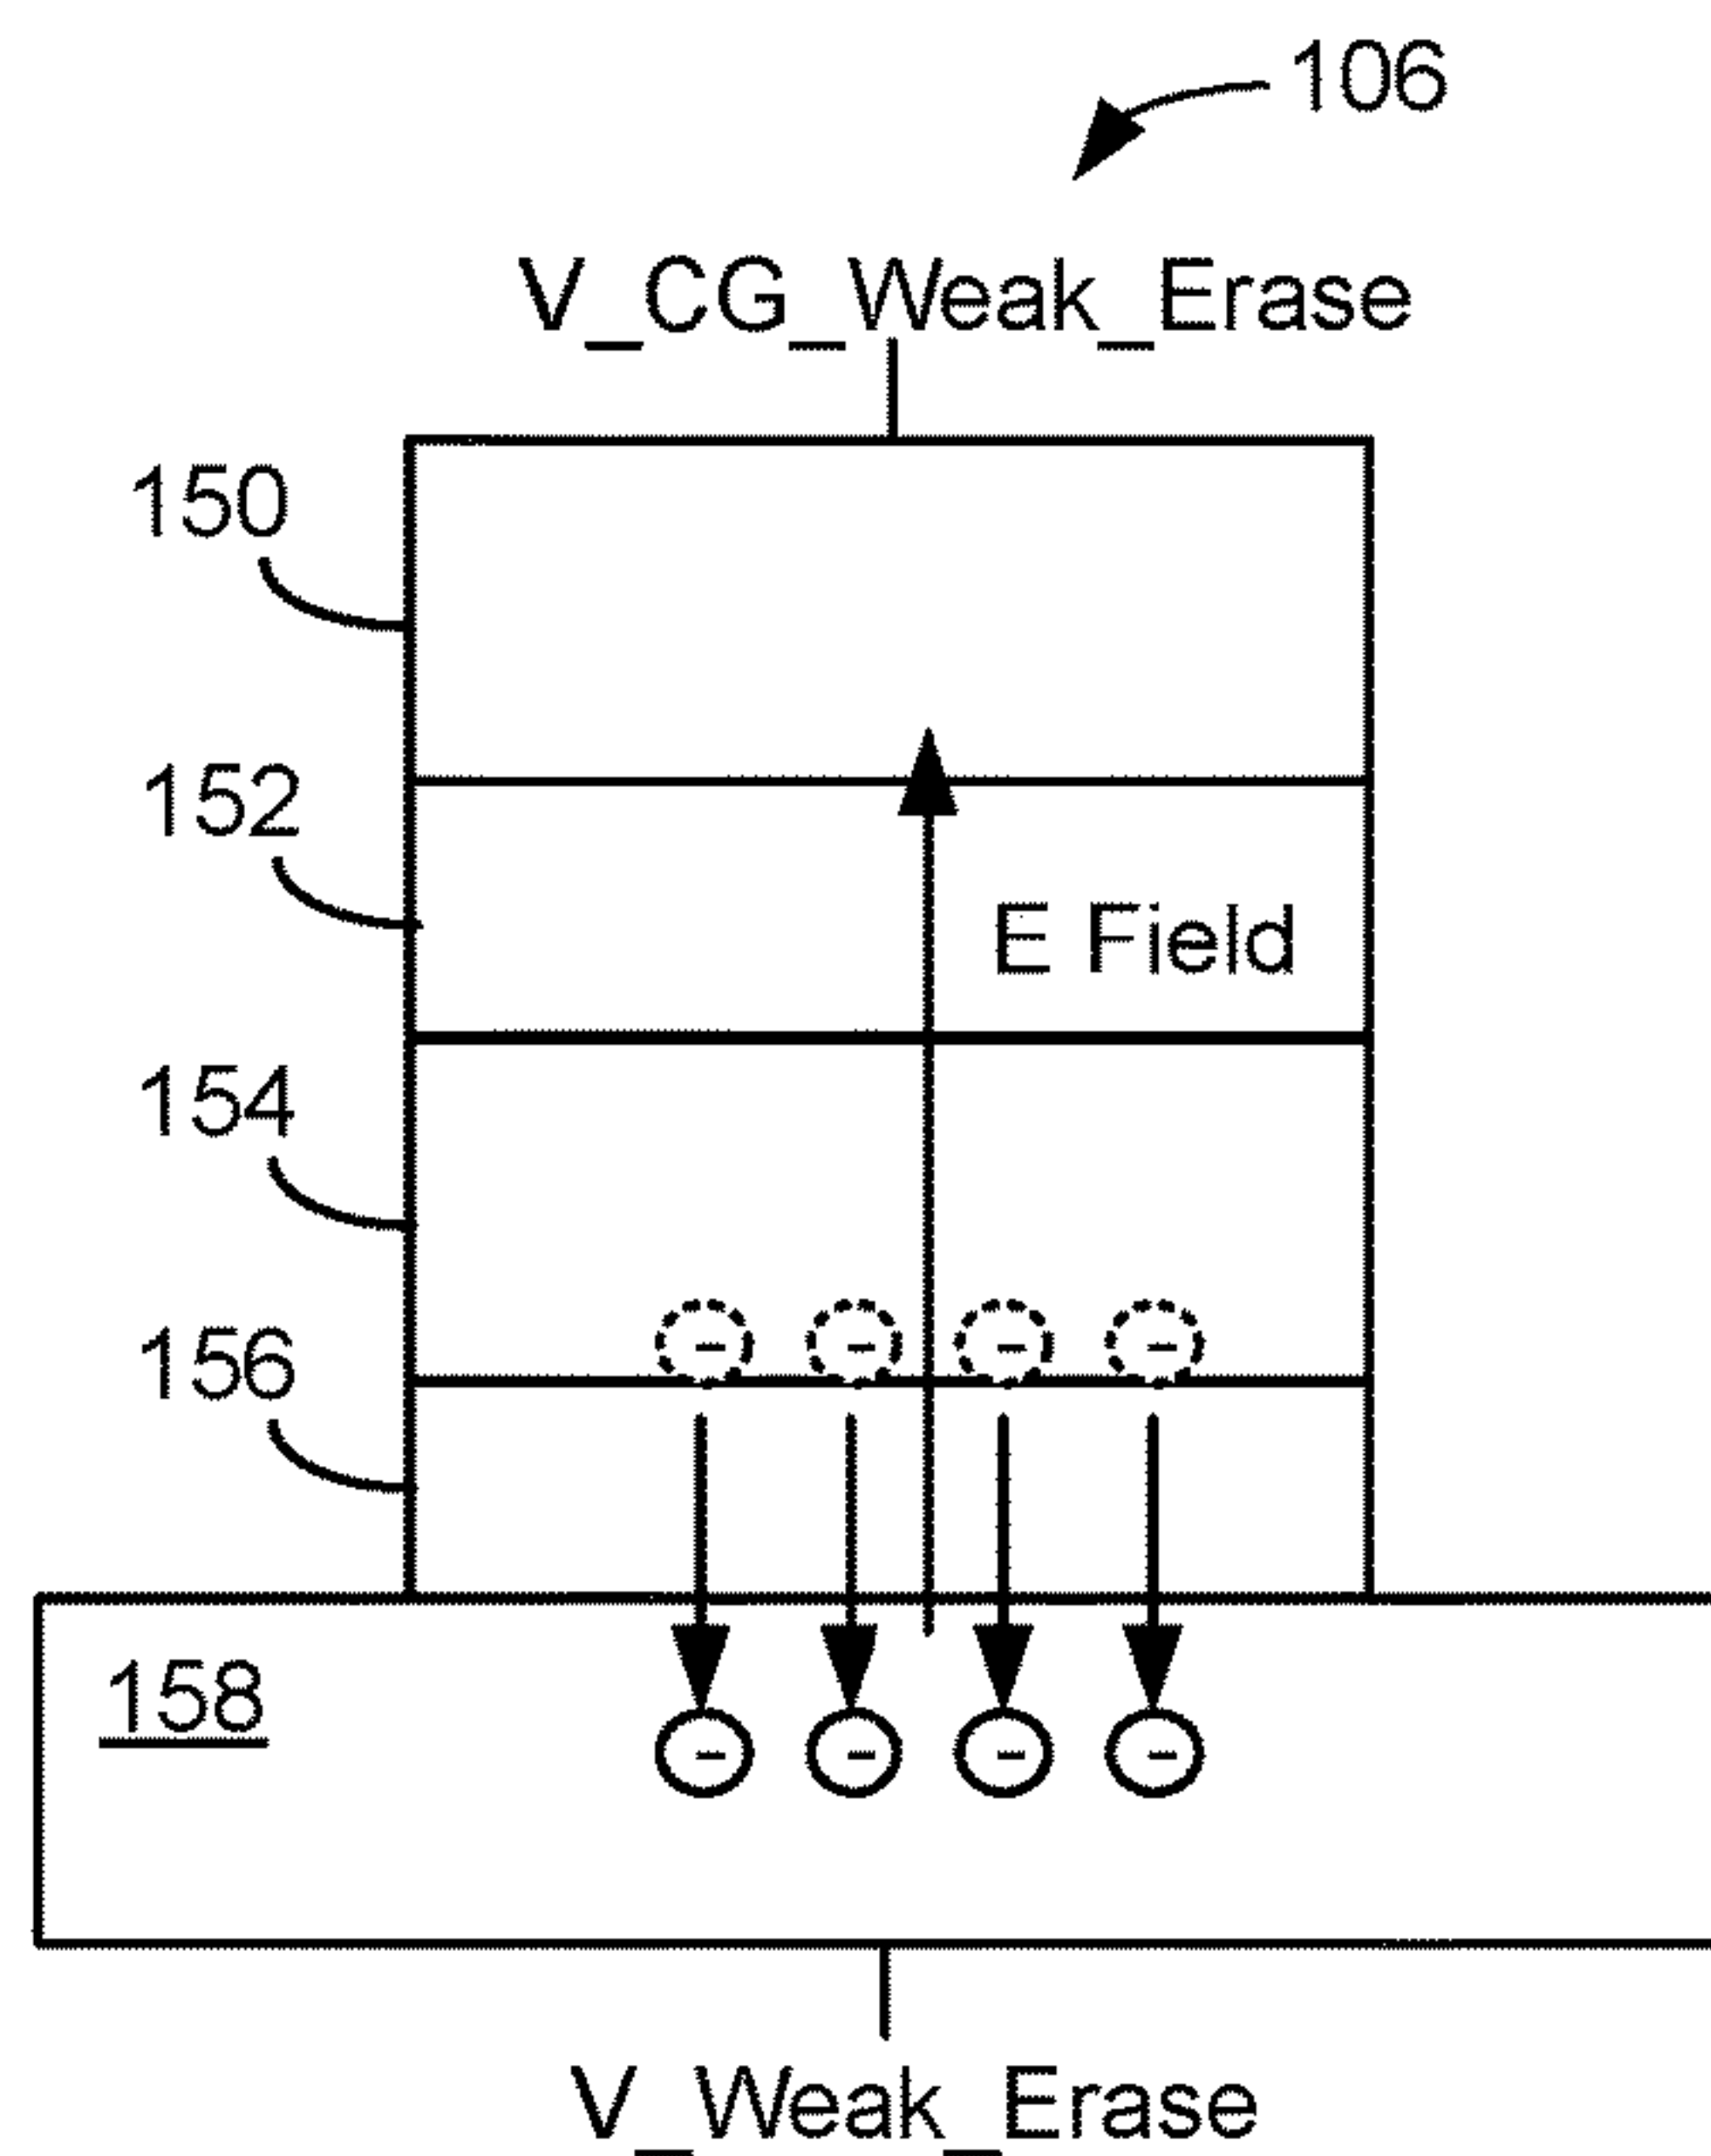 106
V_CG_Weak_Erase
150
152
E Field
154
156
- - - -
158
- - - -
V_Weak_Erase